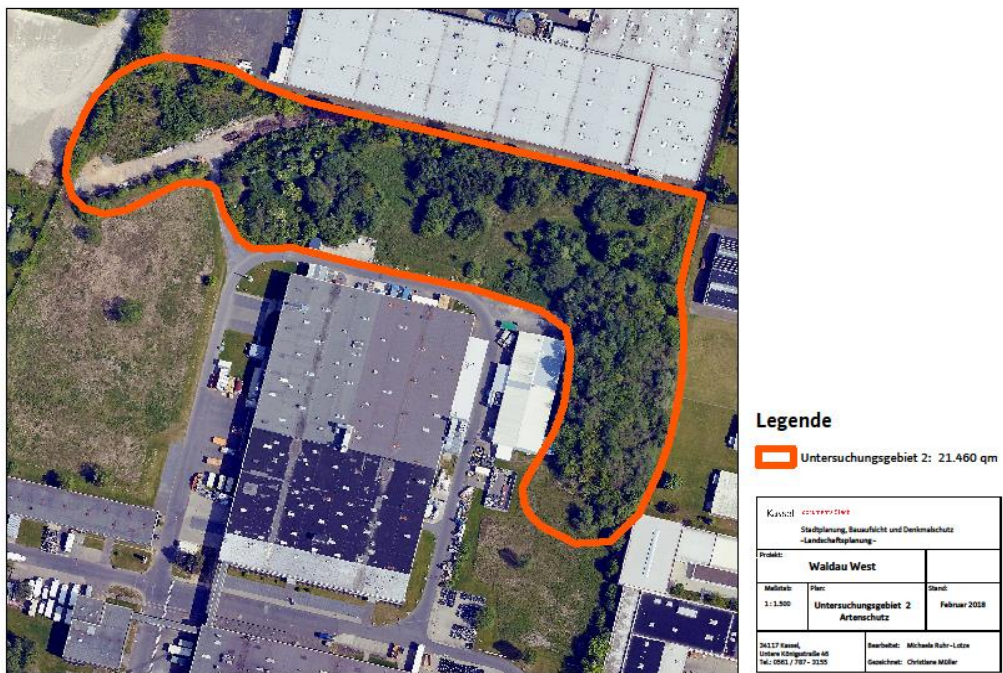 Legende
Untersuchungsgebiet 2: 21.460 qm
Kassel documenta Stadt
Stadtplanung, Bauaufsicht und Denkmalschutz
-Landschaftsplanung-
Projekt:
Waldau West
Maßstab:
1 : 1.500
Plan:
Untersuchungsgebiet 2
Artenschutz
Stand:
Februar 2018
34117 Kassel,
Untere Königsstraße 46
Tel.: 0561 / 787 - 3155
Bearbeitet: Michaela Ruhr-Lotze
Gezeichnet: Christiane Müller